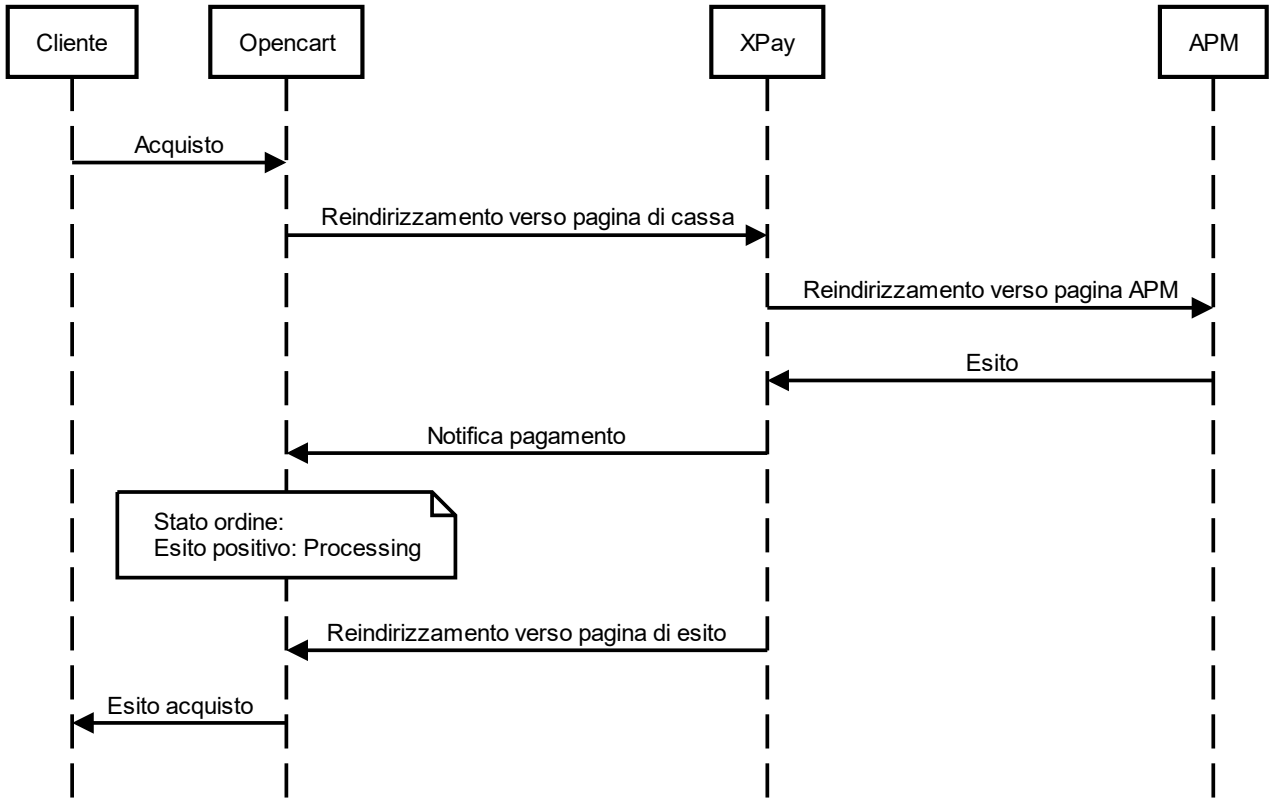 Cliente
Opencart
XPay
APM
Acquisto
Reindirizzamento verso pagina di cassa
Reindirizzamento verso pagina APM
Esito
Notifica pagamento
Stato ordine:
Esito positivo: Processing
Reindirizzamento verso pagina di esito
Esito acquisto